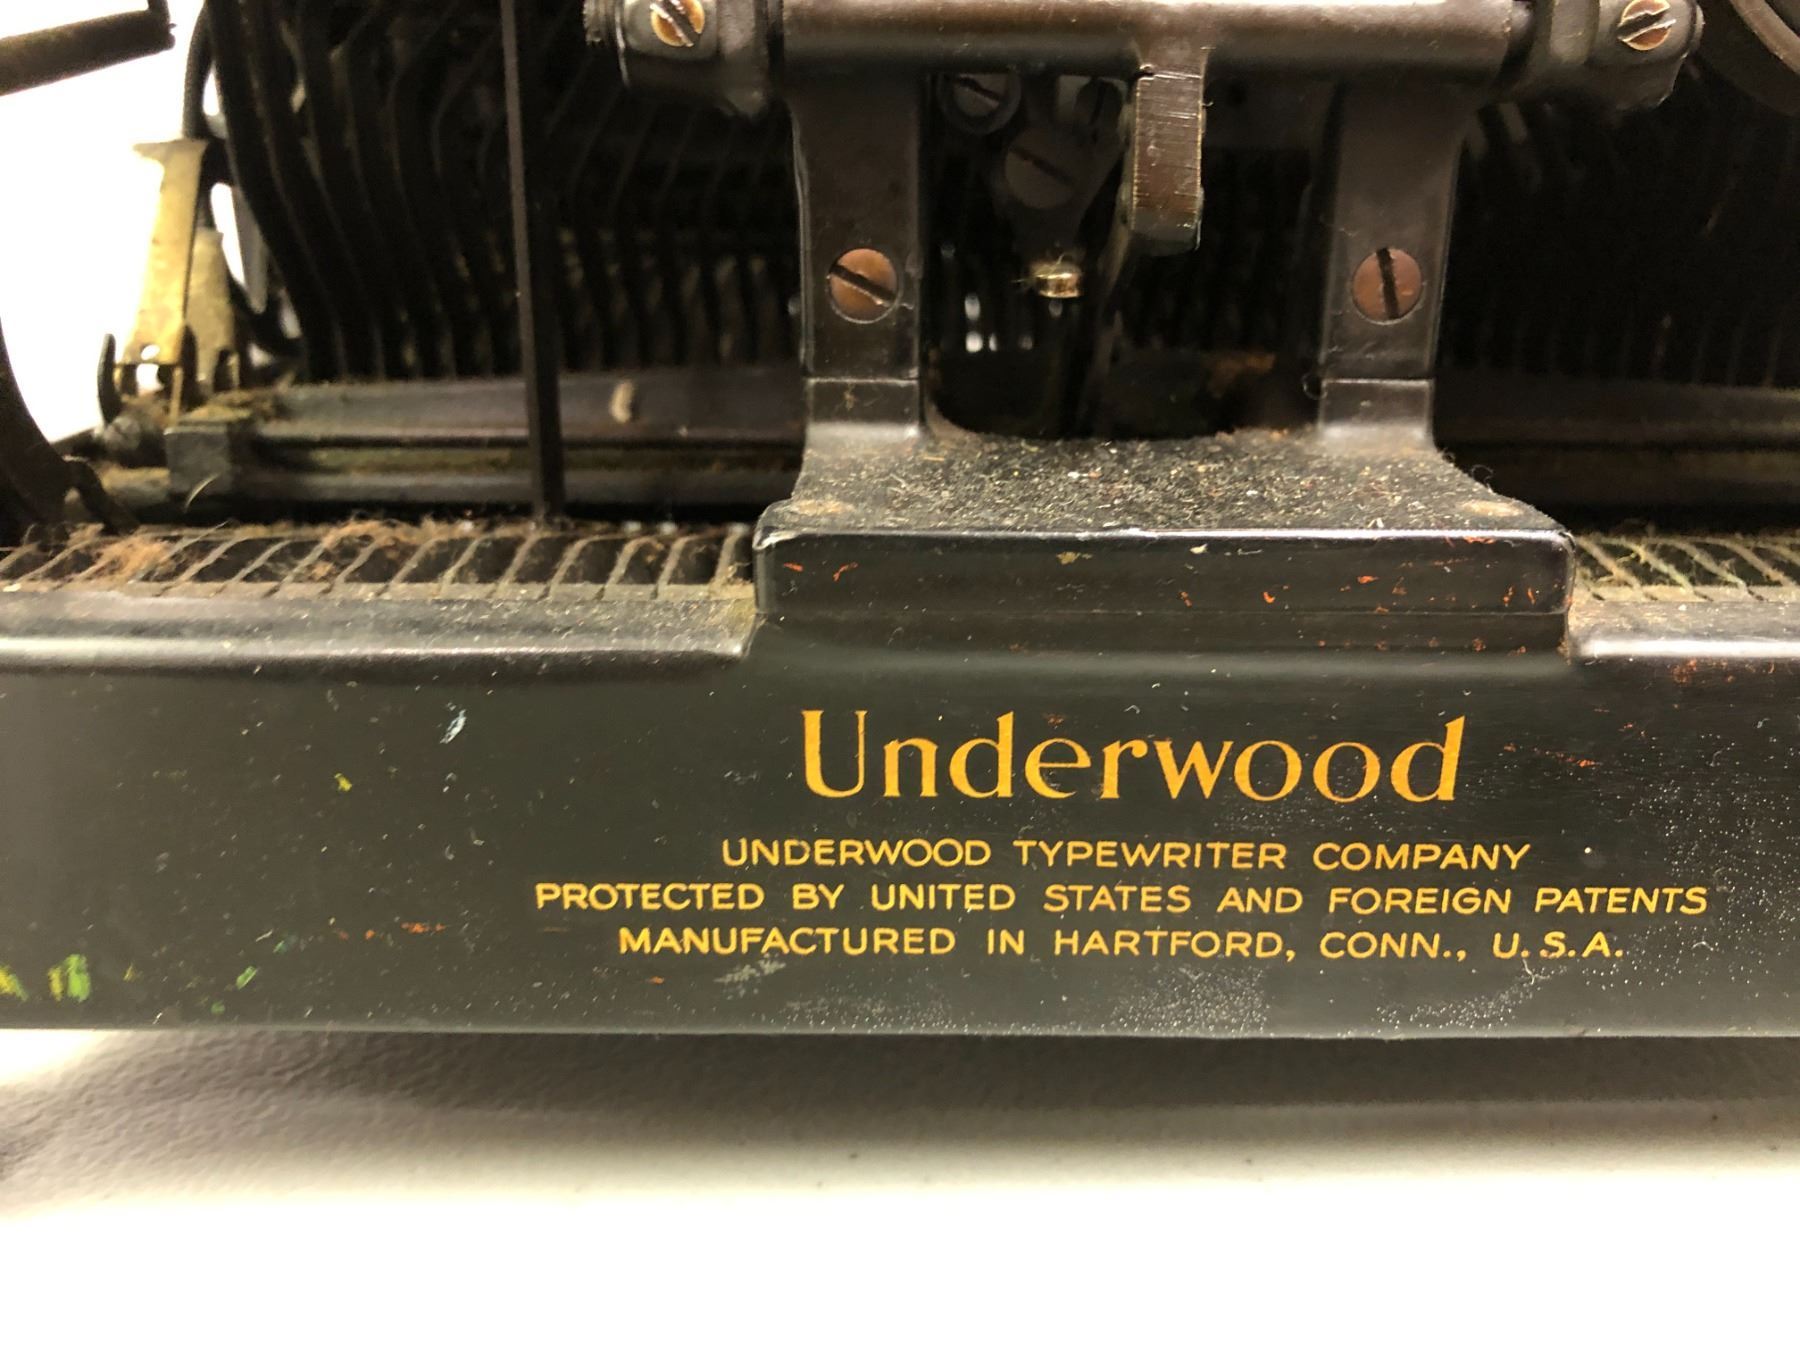 Underwood
UNDERWOOD TYPEWRITER COMPANY
PROTECTED BY UNITED STATES AND FOREIGN PATENTS
MANUFACTURED IN HARTFORD, CONN., U.S.A.